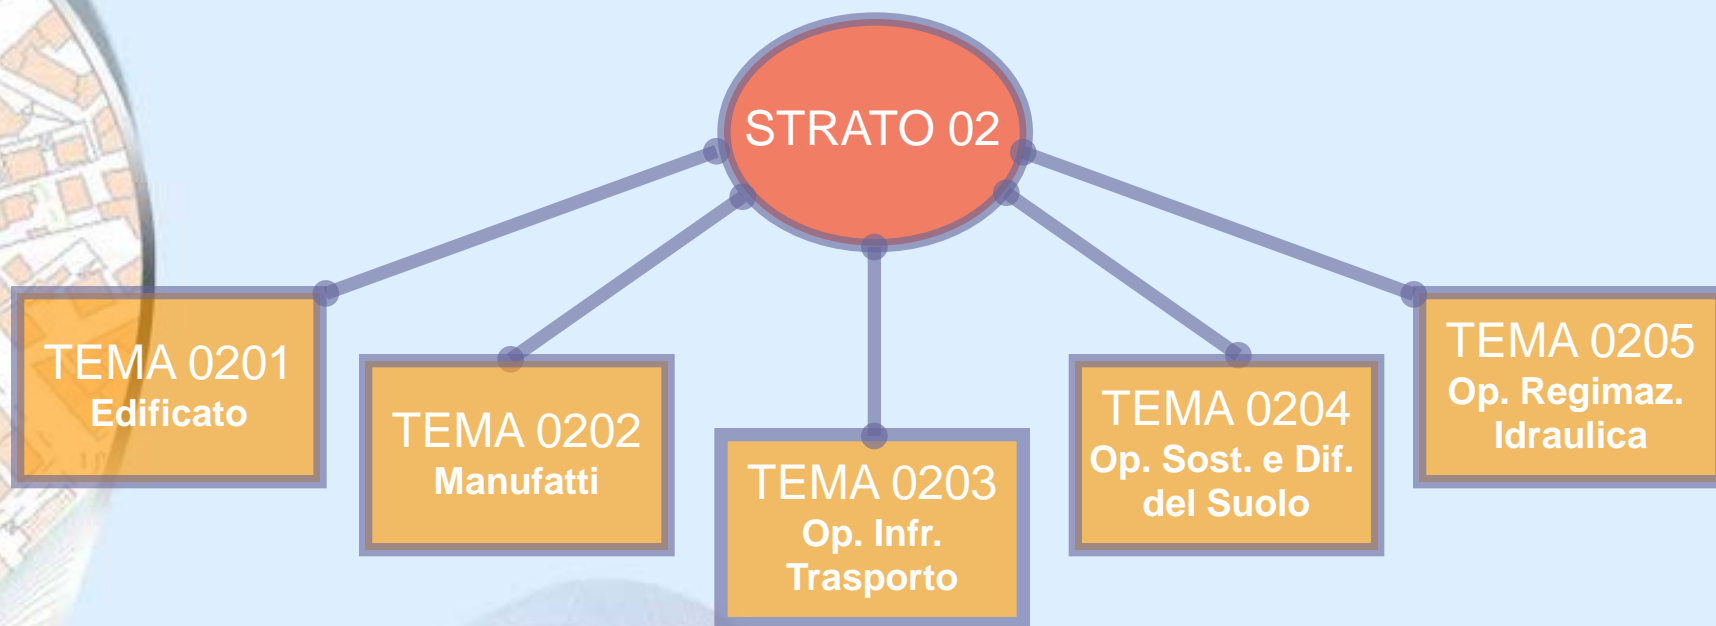 STRATO 02
TEMA 0201
Edificato
TEMA 0202
Manufatti
TEMA 0203
Op. Infr.
Trasporto
TEMA 0204
Op. Sost. e Dif.
del Suolo
TEMA 0205
Op. Regimaz.
Idraulica